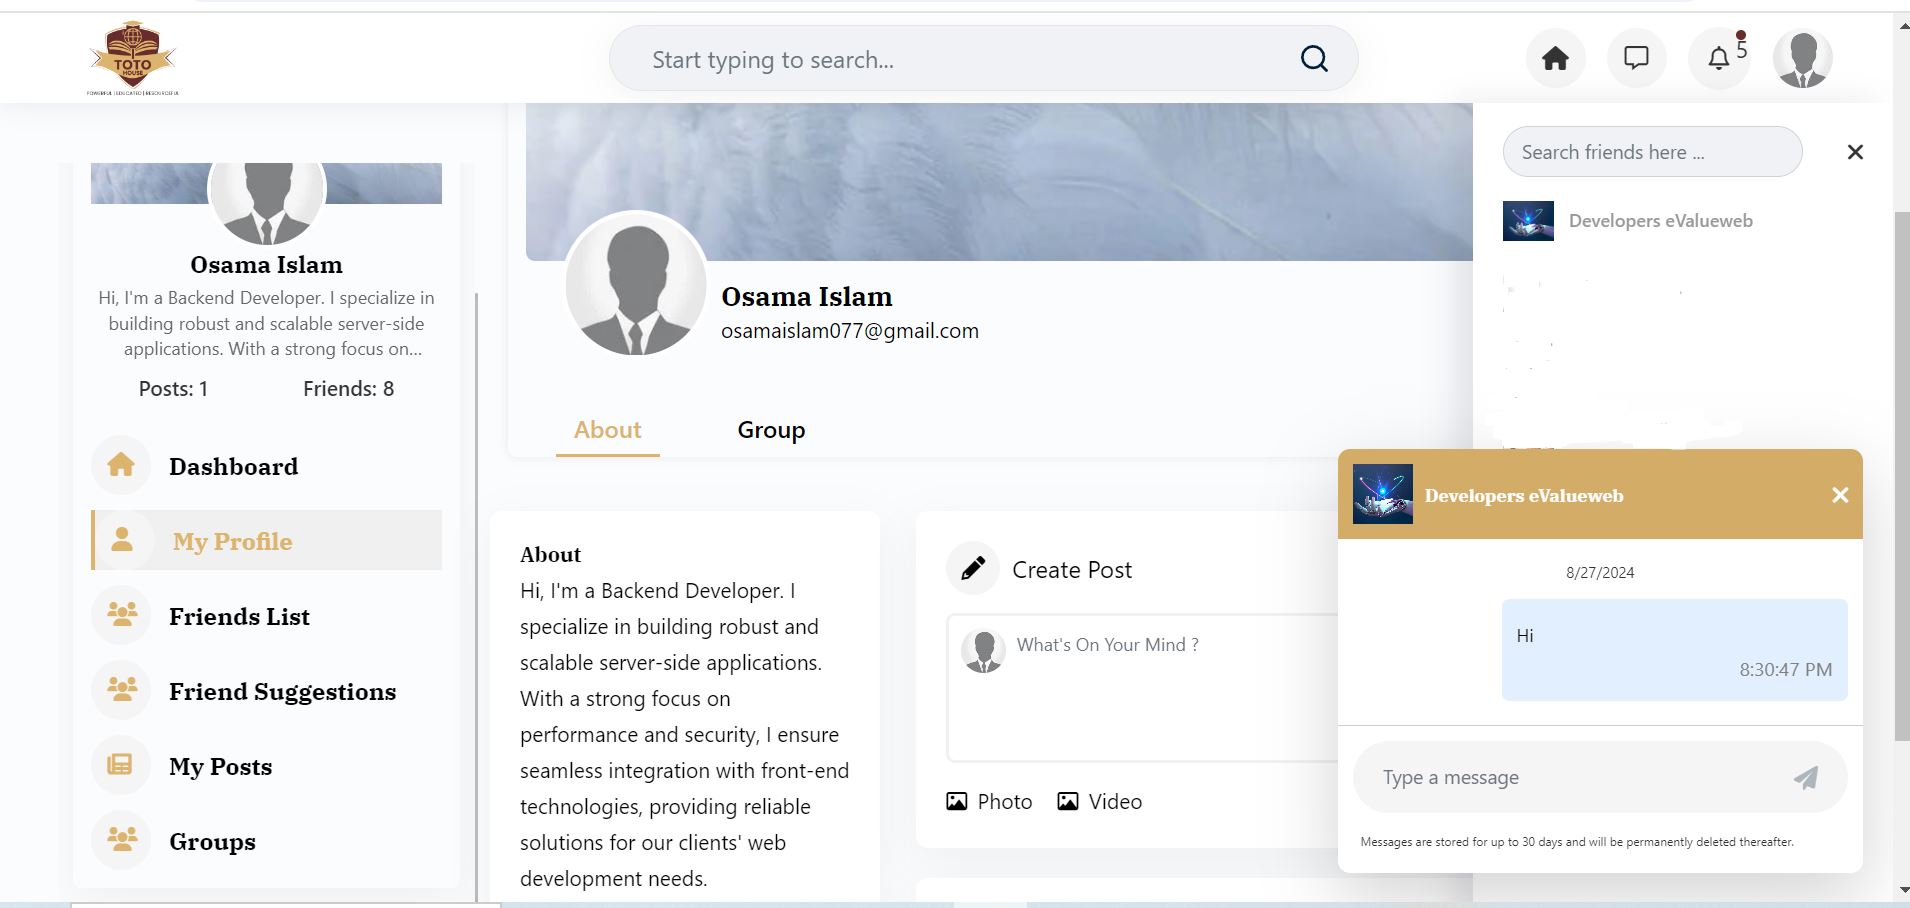 TOTO
HOUSE
POWERFUL | EDUCATED | RESOURCEFUL
Start typing to search...
5
Osama Islam
Hi, I'm a Backend Developer. I specialize in
building robust and scalable server-side
applications. With a strong focus on...
Posts: 1
Friends: 8
Dashboard
My Profile
Friends List
Friend Suggestions
My Posts
Groups
Osama Islam
osamaislam077@gmail.com
About
Group
About
Hi, I'm a Backend Developer. I
specialize in building robust and
scalable server-side applications.
With a strong focus on
performance and security, I ensure
seamless integration with front-end
technologies, providing reliable
solutions for our clients' web
development needs.
Create Post
What's On Your Mind ?
Photo
Video
Search friends here ...
Developers eValueweb
Developers eValueweb
8/27/2024
Hi
8:30:47 PM
Type a message
Messages are stored for up to 30 days and will be permanently deleted thereafter.